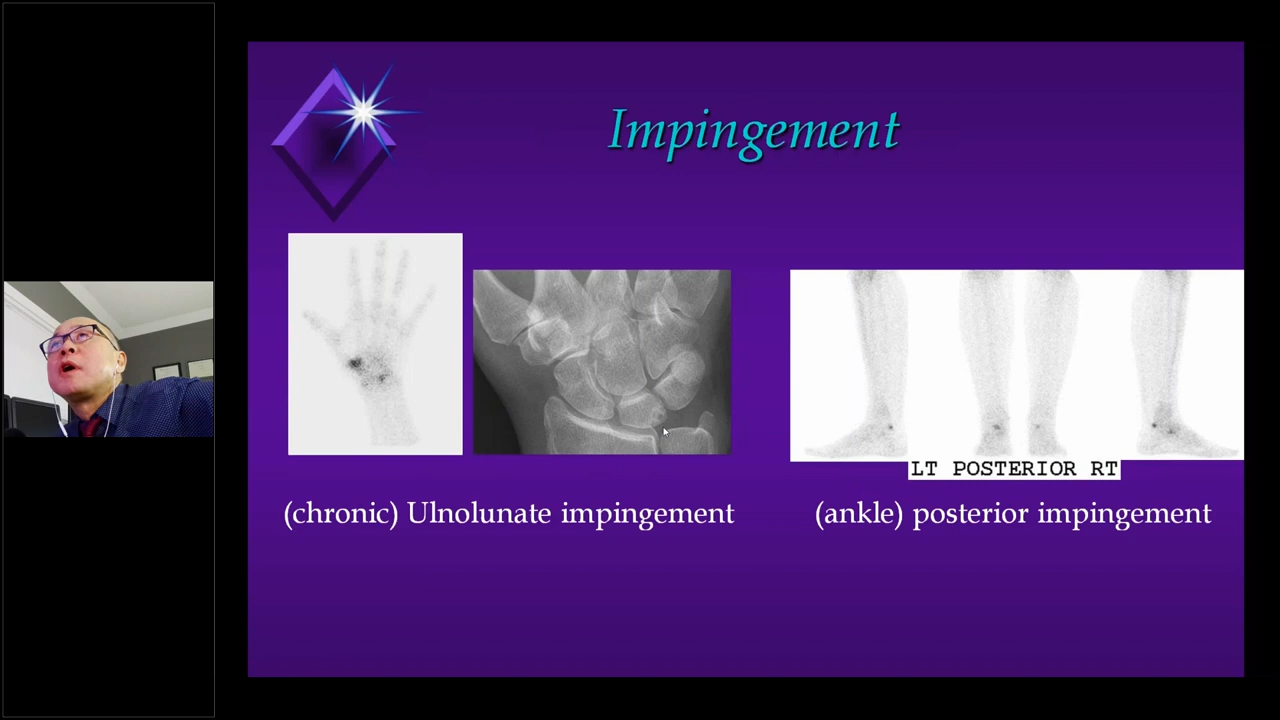 Impingement
LT POSTERIOR RT
(chronic) Ulnolunate impingement
(ankle) posterior impingement